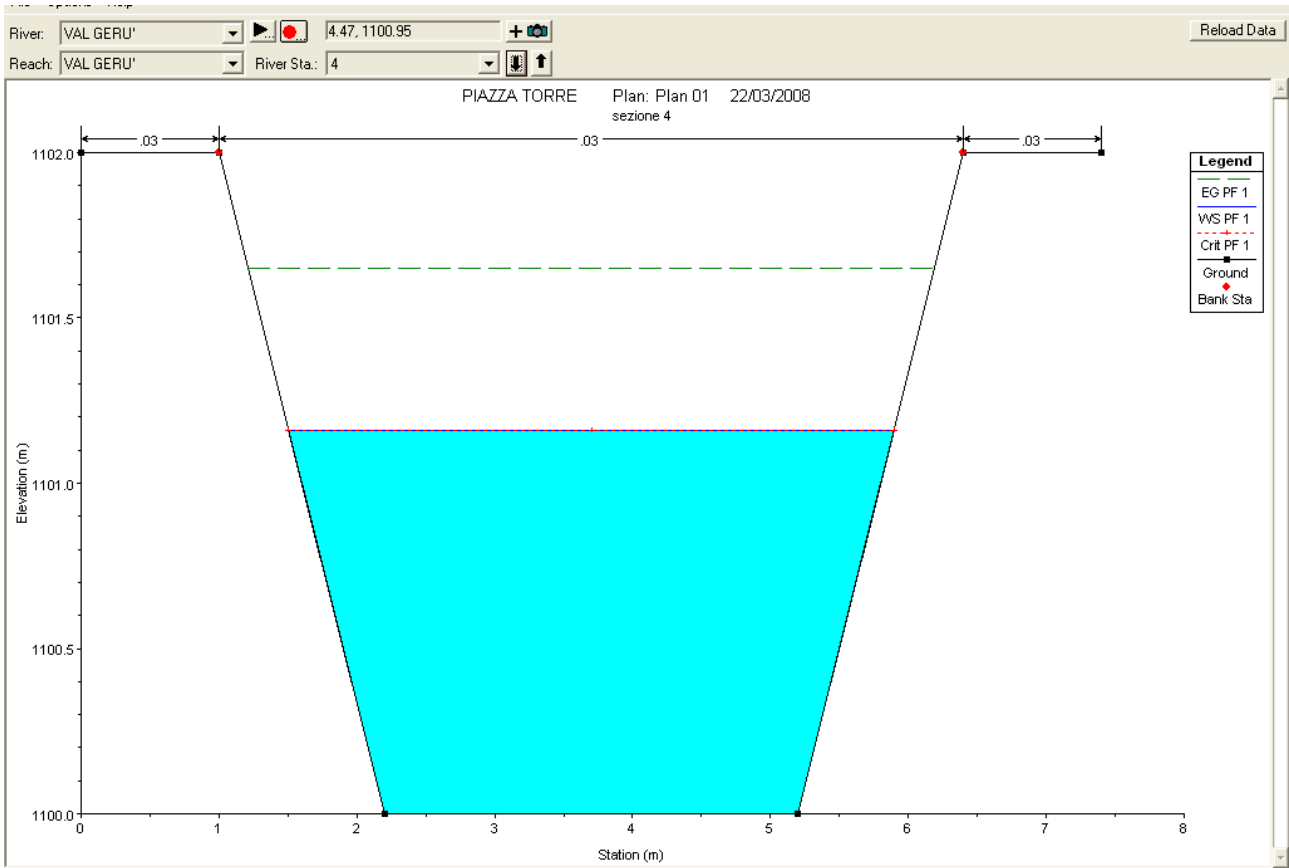 River: VAL GERU' 4.47, 1100.95 Reload Data
Reach: VAL GERU' River Sta.: 4
PIAZZA TORRE Plan: Plan 01 22/03/2008
sezione 4
.03 .03 .03
Legend
EG PF 1
WS PF 1
Crit PF 1
Ground
Bank Sta
1102.0
1101.5
1101.0
1100.5
1100.0
Elevation (m)
0 1 2 3 4 5 6 7 8
Station (m)